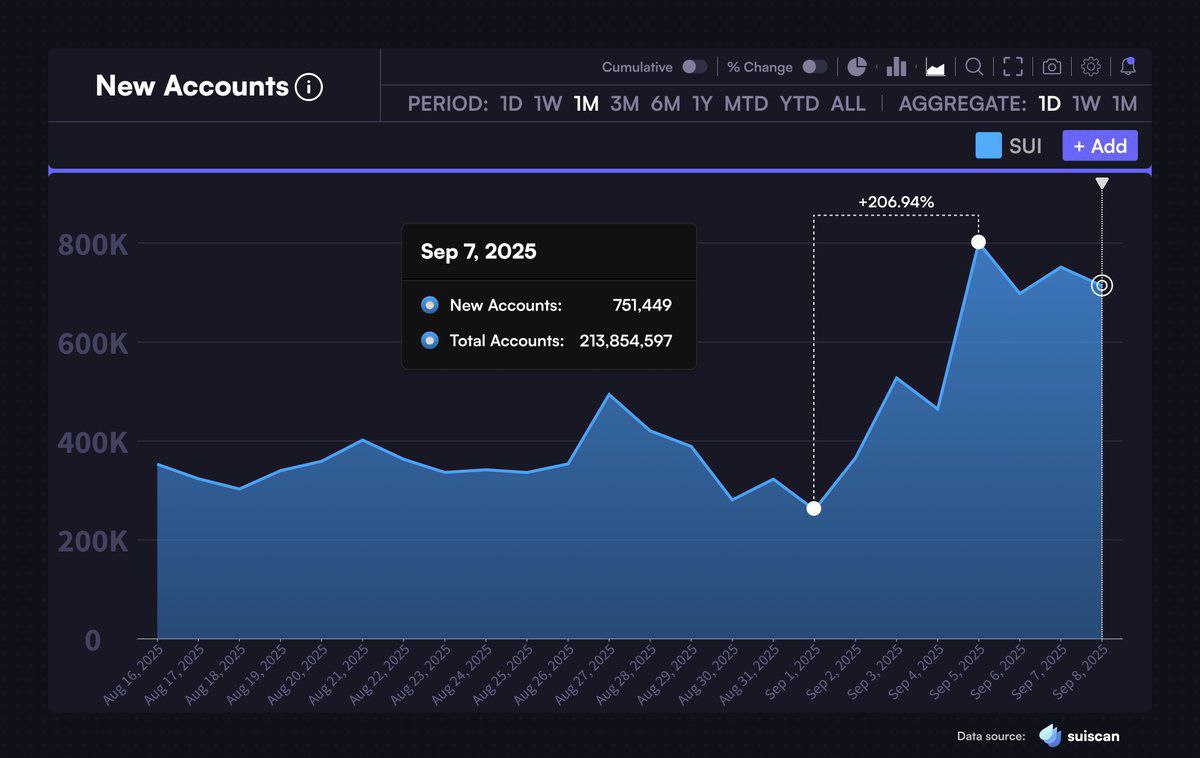 New Accounts
Cumulative % Change
PERIOD: 1D 1W 1M 3M 6M 1Y MTD YTD ALL AGGREGATE: 1D 1W 1M
SUI + Add
+206.94%
800K
600K
400K
200K
0
Sep 7, 2025
New Accounts: 751,449
Total Accounts: 213,854,597
Aug 16, 2025
Aug 17, 2025
Aug 18, 2025
Aug 19, 2025
Aug 20, 2025
Aug 21, 2025
Aug 22, 2025
Aug 23, 2025
Aug 24, 2025
Aug 25, 2025
Aug 26, 2025
Aug 27, 2025
Aug 28, 2025
Aug 29, 2025
Aug 30, 2025
Aug 31, 2025
Sep 1, 2025
Sep 2, 2025
Sep 3, 2025
Sep 4, 2025
Sep 5, 2025
Sep 6, 2025
Sep 7, 2025
Sep 8, 2025
Data source: suiscan